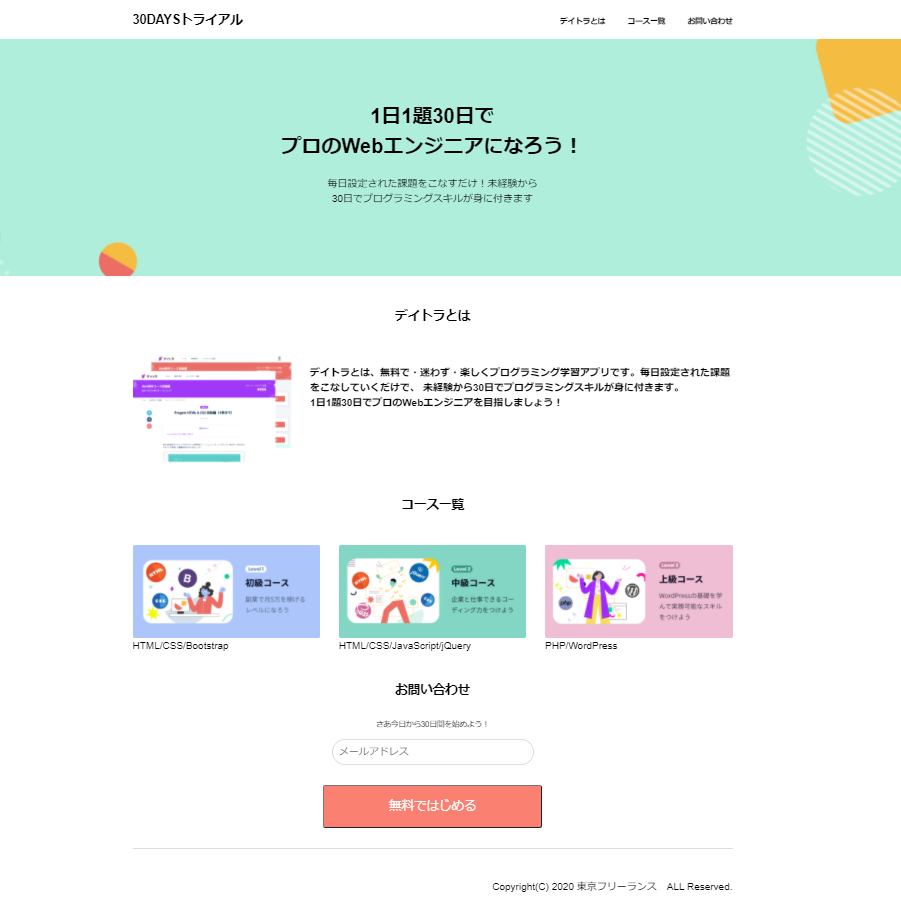 30DAYSトライアル
デイトラとは
コース一覧
お問い合わせ
1日1題30日で
プロのWebエンジニアになろう！
毎日設定された課題をこなすだけ！未経験から
30日でプログラミングスキルが身に付きます
デイトラとは
デイトラとは、無料で・迷わず・楽しくプログラミング学習アプリです。毎日設定された課題
をこなしていくだけで、 未経験から30日でプログラミングスキルが身に付きます。
1日1題30日でプロのWebエンジニアを目指しましょう！
コース一覧
Level 1
初級コース
副業で月5万を稼げる
レベルになろう
HTML
B
HTML/CSS/Bootstrap
Level 2
中級コース
企業と仕事できるコー
ディング力をつけよう
HTML
HTML/CSS/JavaScript/jQuery
Level 3
上級コース
WordPressの基礎を学
んで実務可能なスキル
をつけよう
php
PHP/WordPress
お問い合わせ
さあ今日から30日間を始めよう！
メールアドレス
無料ではじめる
Copyright(C) 2020 東京フリーランス　ALL Reserved.